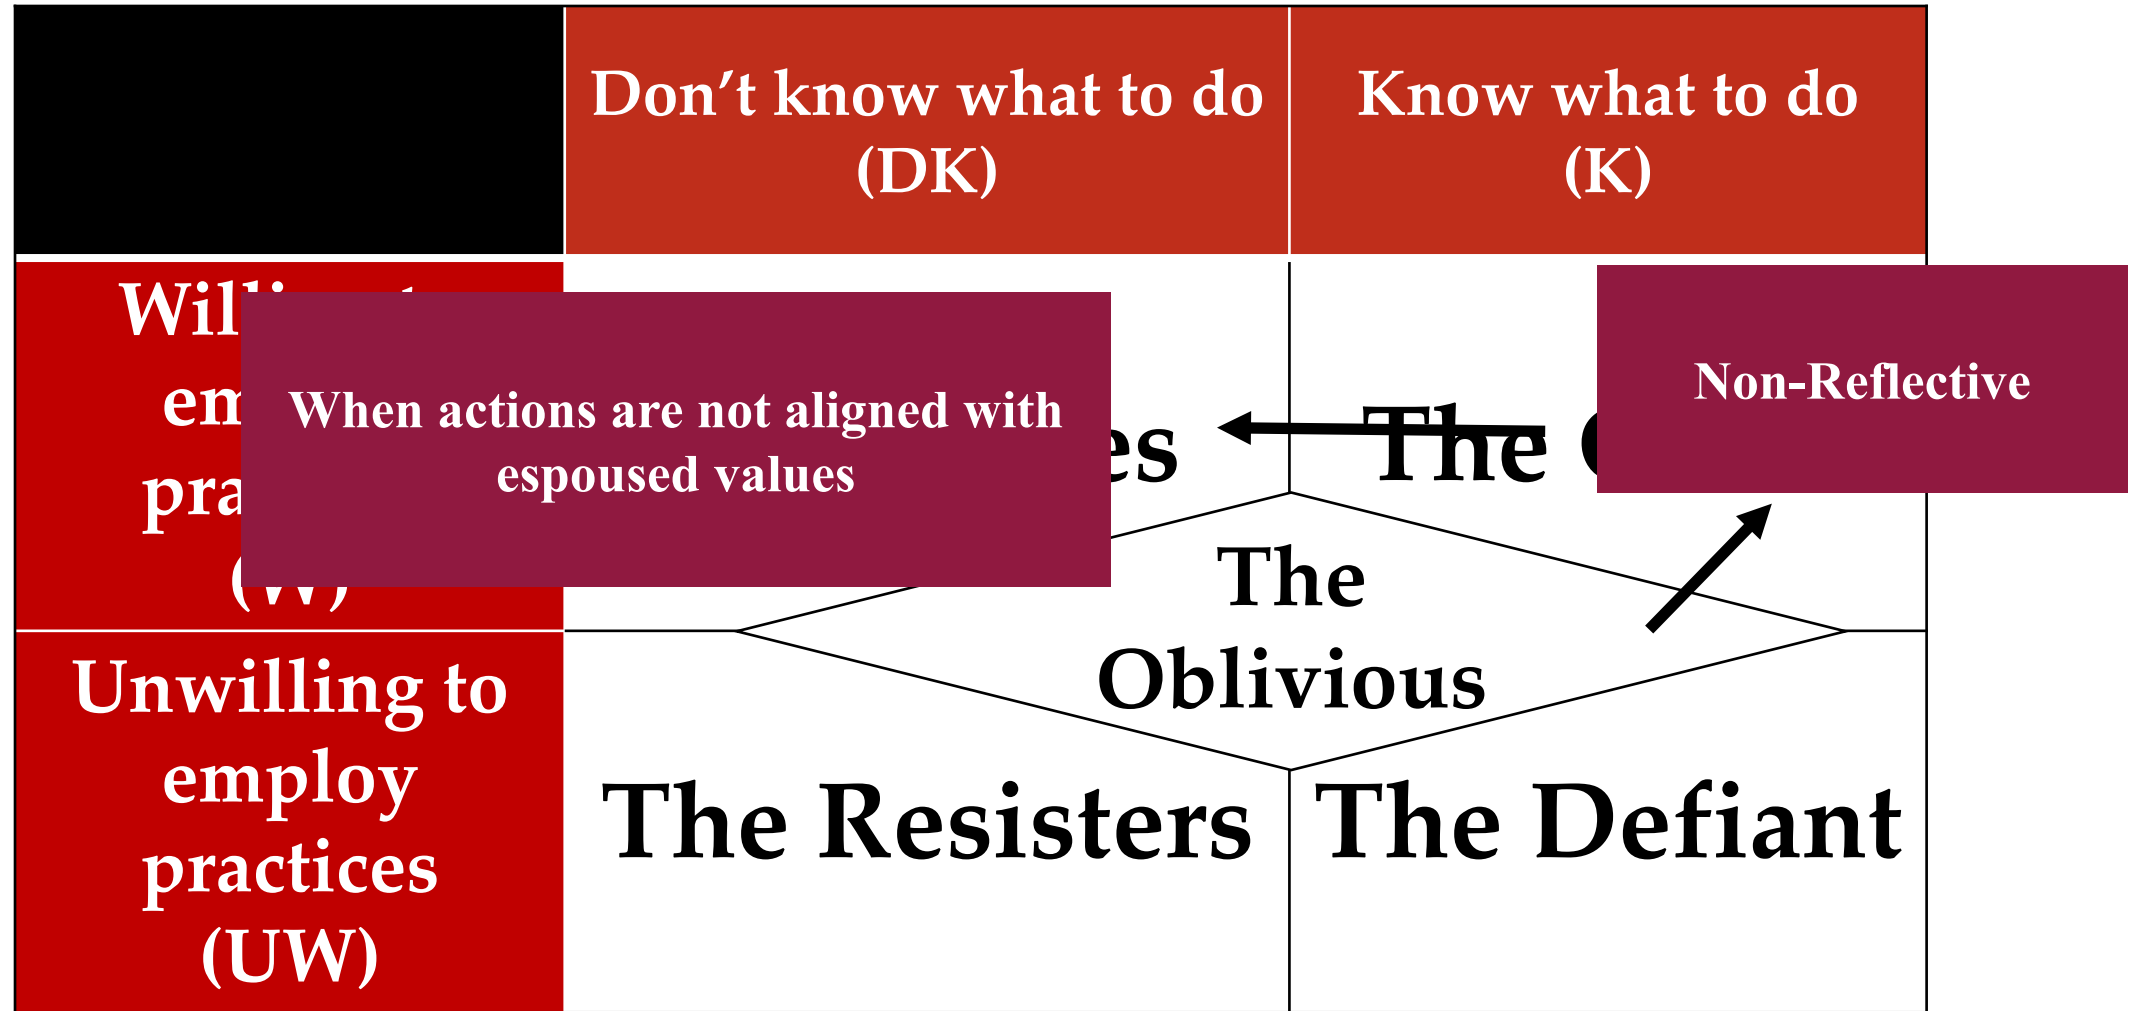 Don’t know what to do
(DK)
Know what to do
(K)
When actions are not aligned with
espoused values
Non-Reflective
The
The
Oblivious
Unwilling to
employ
practices
(UW)
The Resisters
The Defiant